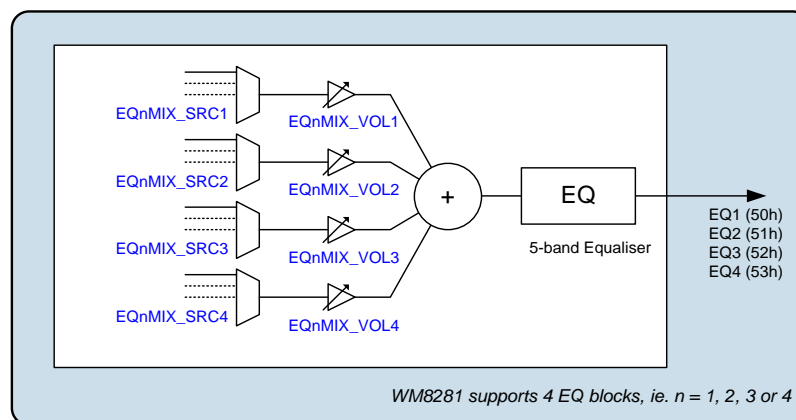 EQnMIX_SRC1
EQnMIX_VOL1
EQnMIX_SRC2
EQnMIX_VOL2
EQnMIX_SRC3
EQnMIX_VOL3
EQnMIX_SRC4
EQnMIX_VOL4
+
EQ
5-band Equaliser
EQ1 (50h)
EQ2 (51h)
EQ3 (52h)
EQ4 (53h)
WM8281 supports 4 EQ blocks, ie. n = 1, 2, 3 or 4